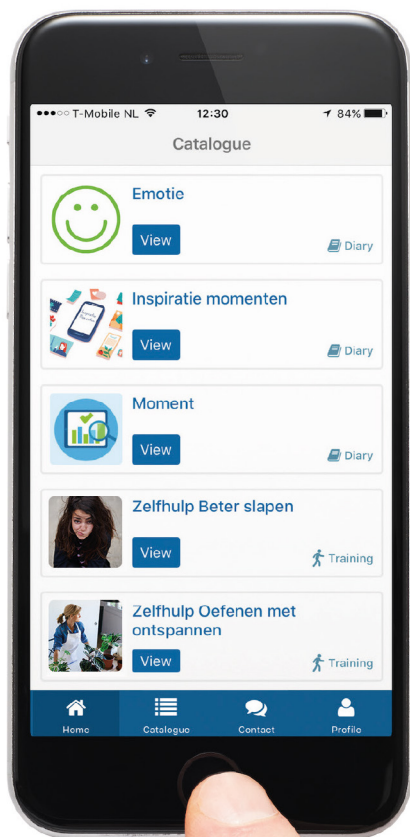 T-Mobile NL 12:30 84%
Catalogue
Emotie
View
Diary
Inspiratie momenten
View
Diary
Moment
View
Diary
Zelfhulp Beter slapen
View
Training
Zelfhulp Oefenen met
ontspannen
View
Training
Home Catalogue Contact Profile